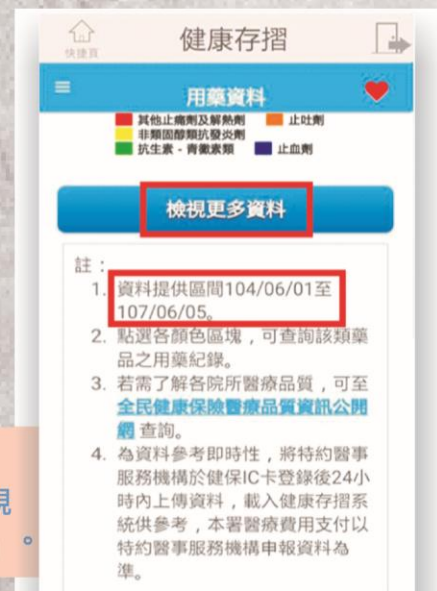 快捷頁
健康存摺
用藥資料
其他止痛劑及解熱劑 止吐劑
非類固醇類抗發炎劑
抗生素 - 青黴素類 止血劑
檢視更多資料
註：
1. 資料提供區間104/06/01至
107/06/05。
2. 點選各顏色區塊，可查詢該類藥
品之用藥紀錄。
3. 若需了解各院所醫療品質，可至
全民健康保險醫療品質資訊公開
網 查詢。
4. 為資料參考即時性，將特約醫事
服務機構於健保IC卡登錄後24小
時內上傳資料，載入健康存摺系
統供參考，本署醫療費用支付以
特約醫事服務機構申報資料為
準。
視
。